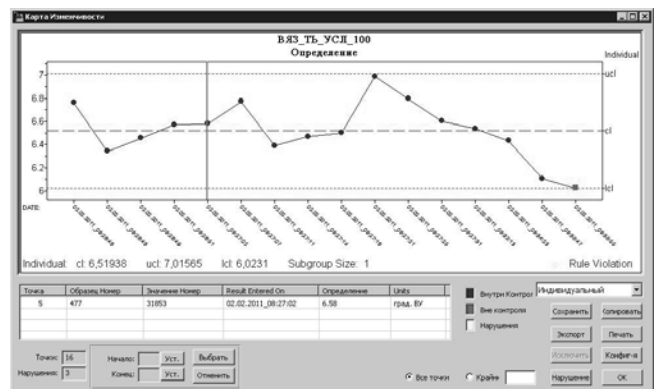 Карта Изменчивости
ВЯЗ_ТЬ_УСЛ_100
Определение
Individual
7
6.8
6.6
6.4
6.2
6
ucl
cl
lcl
DATE:
Individual: cl: 6,51938 ucl: 7,01565 lcl: 6,0231 Subgroup Size: 1 Rule Violation
Точка Образец Номер Значение Номер Result Entered On Определение Units
5 477 31853 02.02.2011_08:27:02 6.58 град. ВУ
Внутри Контрол
Вне контроля
Нарушения
Индивидуальный
Сохранить Копировать
Экспорт Печать
Исключить Конфиг-я
Нарушение OK
Точек: 16
Нарушения: 3
Начало: Уст. Выбрать
Конец: Уст. Отменить
Все точки Крайн